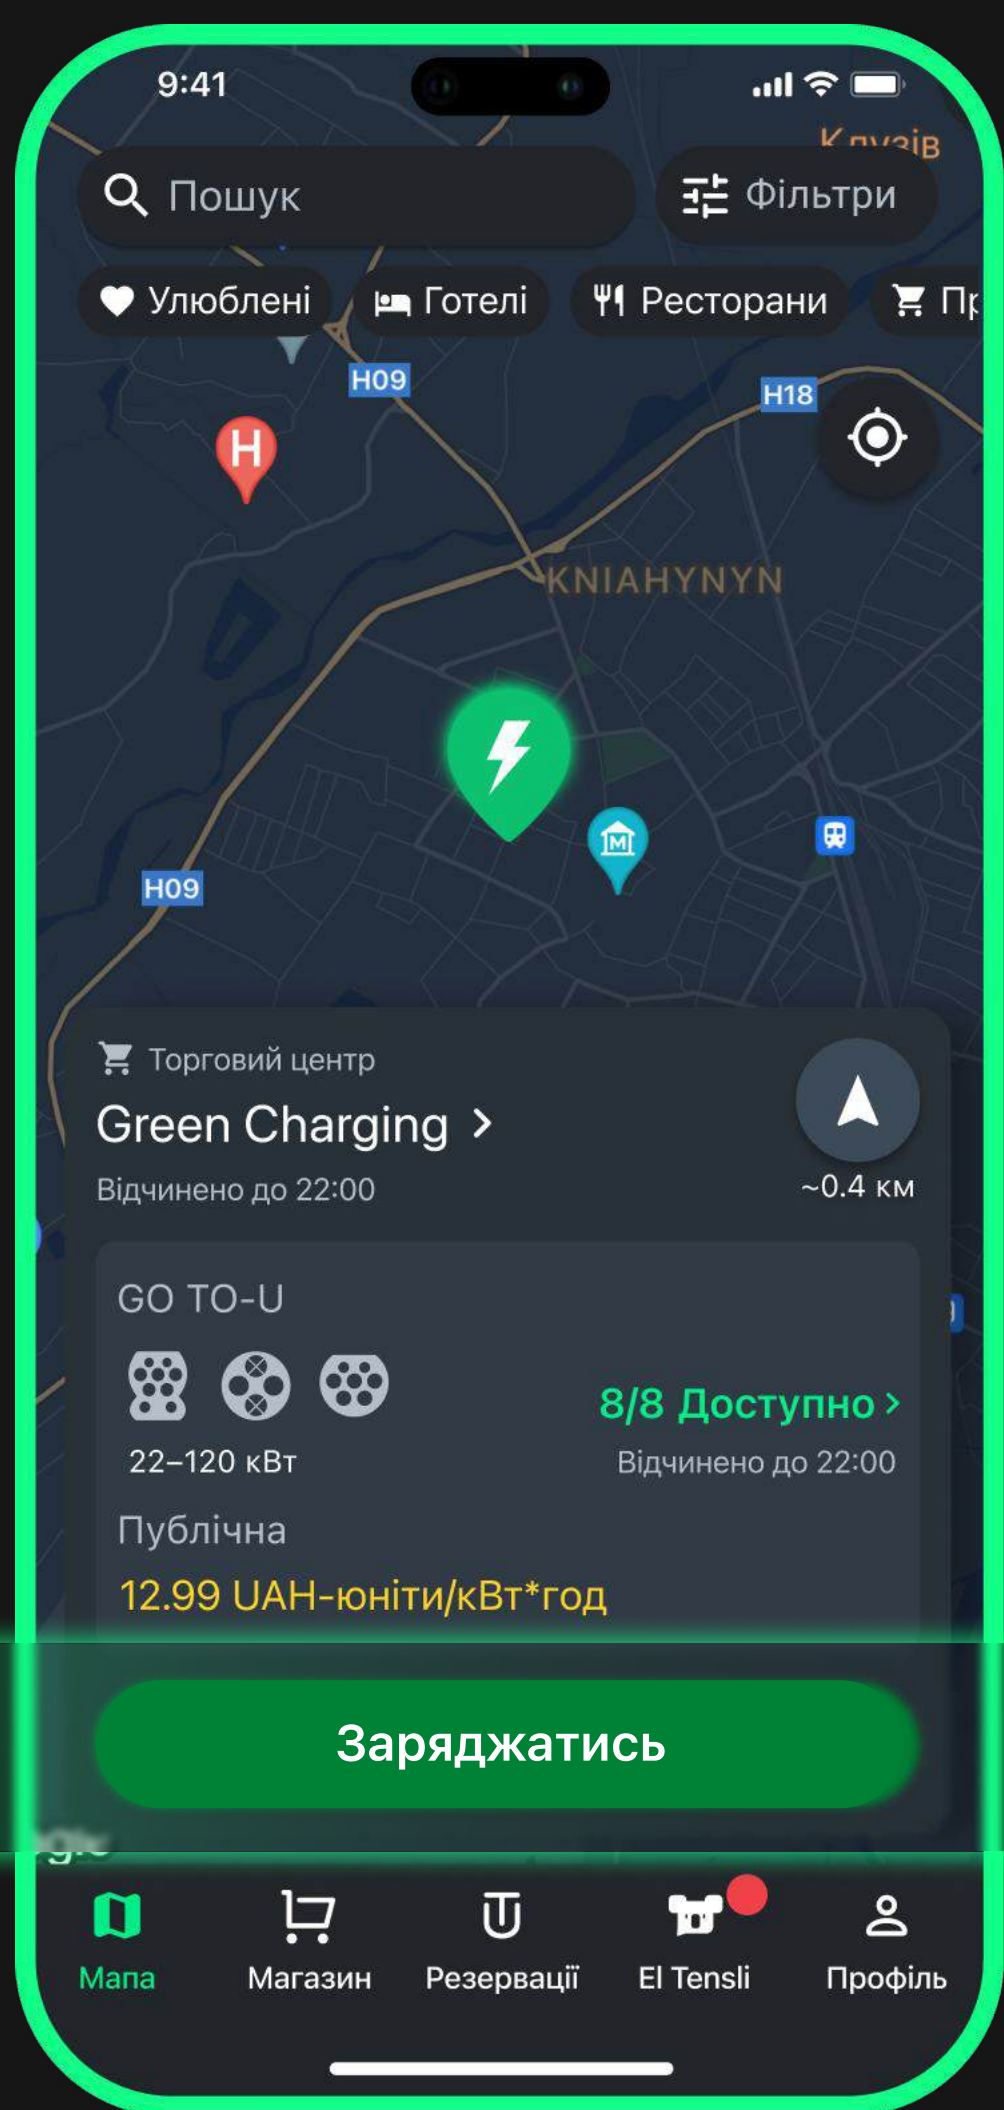 9:41
Клузів
Пошук
Фільтри
Улюблені
Готелі
Ресторани
H09
H18
H
KNIAHYNYN
M
H09
Торговий центр
Green Charging
Відчинено до 22:00
~0.4 км
GO TO-U
8/8 Доступно
22–120 кВт
Відчинено до 22:00
Публічна
12.99 UAH-юніти/кВт*год
Заряджатись
Мапа
Магазин
Резервації
El Tensli
Профіль